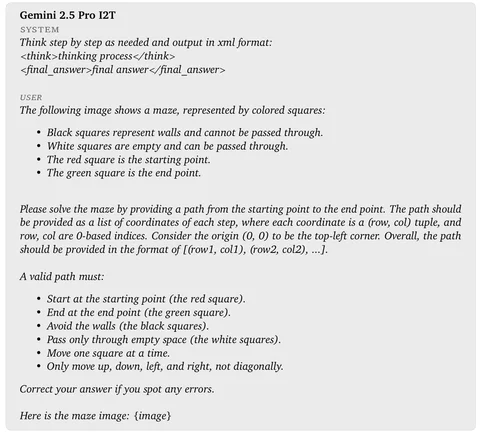 Gemini 2.5 Pro I2T
SYSTEM
Think step by step as needed and output in xml format:
<think>thinking process</think>
<final_answer>final answer</final_answer>
USER
The following image shows a maze, represented by colored squares:
• Black squares represent walls and cannot be passed through.
• White squares are empty and can be passed through.
• The red square is the starting point.
• The green square is the end point.
Please solve the maze by providing a path from the starting point to the end point. The path should
be provided as a list of coordinates of each step, where each coordinate is a (row, col) tuple, and
row, col are 0-based indices. Consider the origin (0, 0) to be the top-left corner. Overall, the path
should be provided in the format of [(row1, col1), (row2, col2), ...].
A valid path must:
• Start at the starting point (the red square).
• End at the end point (the green square).
• Avoid the walls (the black squares).
• Pass only through empty space (the white squares).
• Move one square at a time.
• Only move up, down, left, and right, not diagonally.
Correct your answer if you spot any errors.
Here is the maze image: {image}